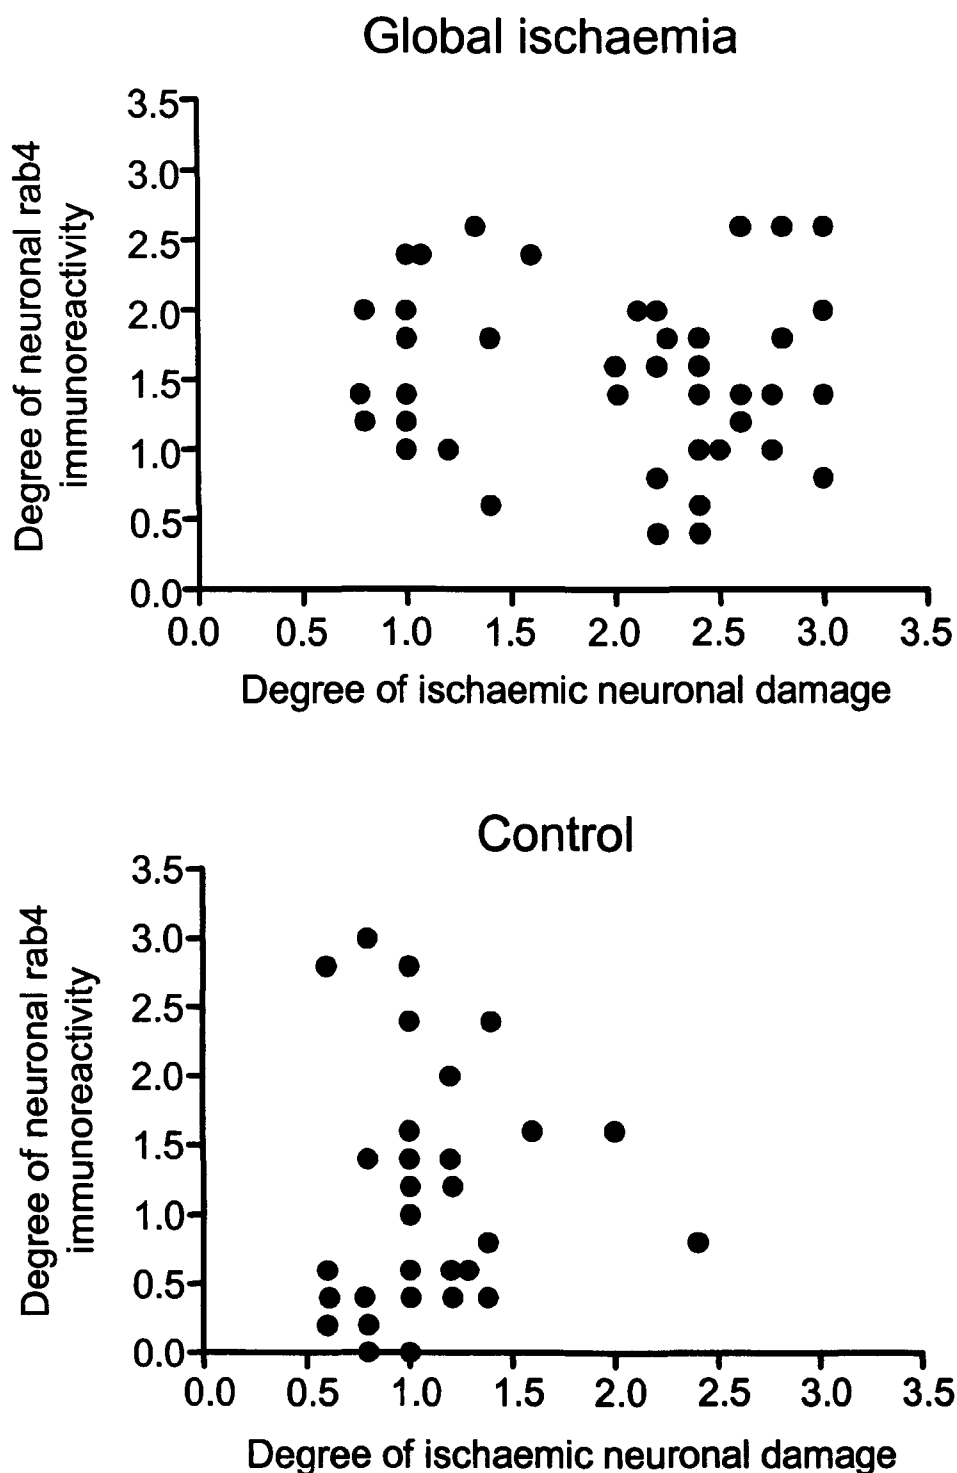 Global ischaemia
3.5
3.0
2.5
2.0
1.5
1.0
0.5
0.0
Degree of neuronal rab4
immunoreactivity
0.0 0.5 1.0 1.5 2.0 2.5 3.0 3.5
Degree of ischaemic neuronal damage
Control
3.5
3.0
2.5
2.0
1.5
1.0
0.5
0.0
Degree of neuronal rab4
immunoreactivity
0.0 0.5 1.0 1.5 2.0 2.5 3.0 3.5
Degree of ischaemic neuronal damage